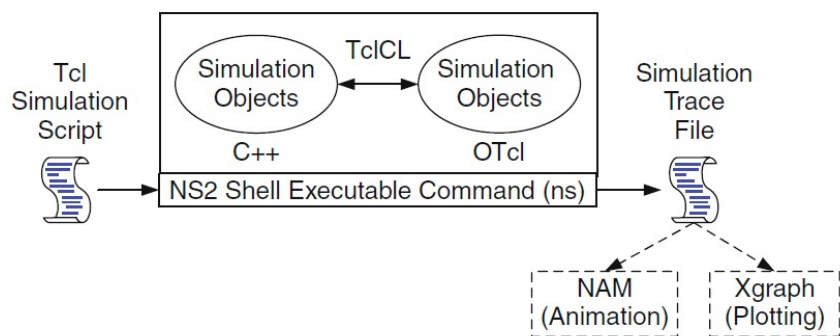 Tcl
Simulation
Script
TclCL
Simulation
Objects
Simulation
Objects
C++
OTcl
NS2 Shell Executable Command (ns)
Simulation
Trace
File
NAM
(Animation)
Xgraph
(Plotting)